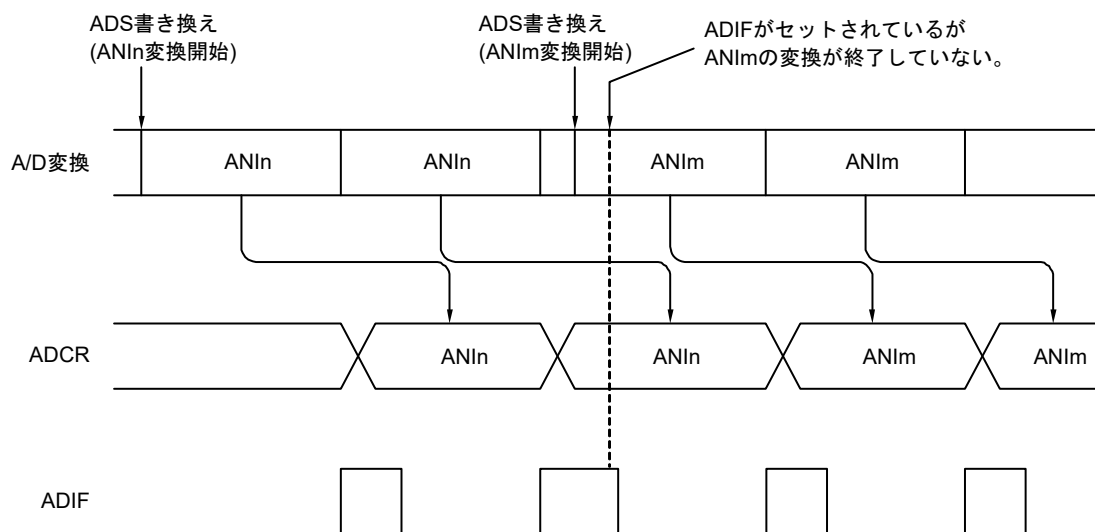 ADS書き換え
(ANIn変換開始)
ADS書き換え
(ANIm変換開始)
ADIFがセットされているが
ANImの変換が終了していない。
A/D変換
ANIn
ANIn
ANIm
ANIm
ADCR
ANIn
ANIn
ANIm
ANIm
ADIF